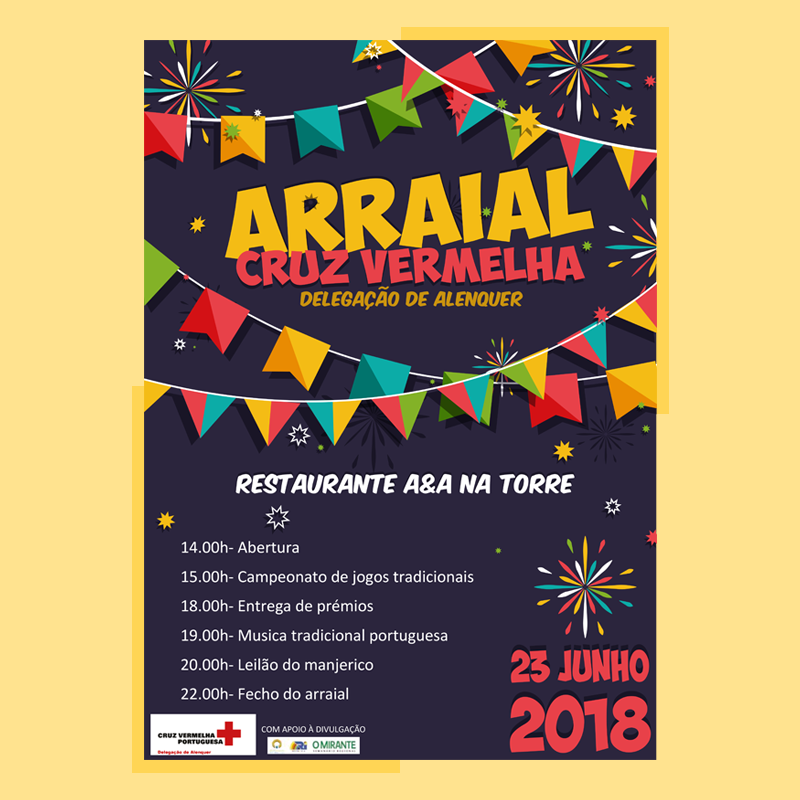 ARRAIAL
CRUZ VERMELHA
DELEGAÇÃO DE ALENQUER
RESTAURANTE A&A NA TORRE
14.00h- Abertura
15.00h- Campeonato de jogos tradicionais
18.00h- Entrega de prémios
19.00h- Musica tradicional portuguesa
20.00h- Leilão do manjerico
22.00h- Fecho do arraial
23 JUNHO
2018
CRUZ VERMELHA
PORTUGUESA
Delegação de Alenquer
COM APOIO À DIVULGAÇÃO
O MIRANTE